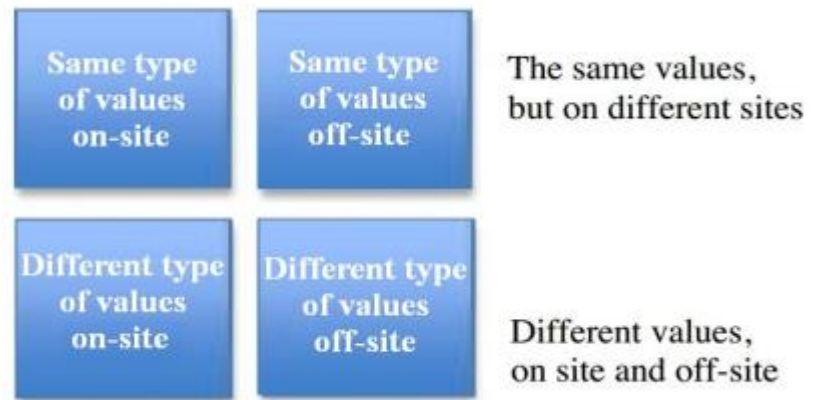 Same type
of values
on-site
Same type
of values
off-site
The same values,
but on different sites
Different type
of values
on-site
Different type
of values
off-site
Different values,
on site and off-site